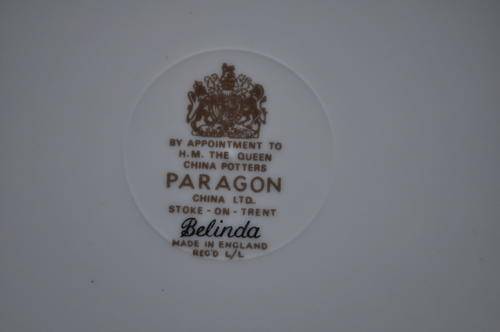 BY APPOINTMENT TO
H.M. THE QUEEN
CHINA POTTERS
PARAGON
CHINA LTD.
STOKE-ON-TRENT
Belinda
MADE IN ENGLAND
REG'D L/L